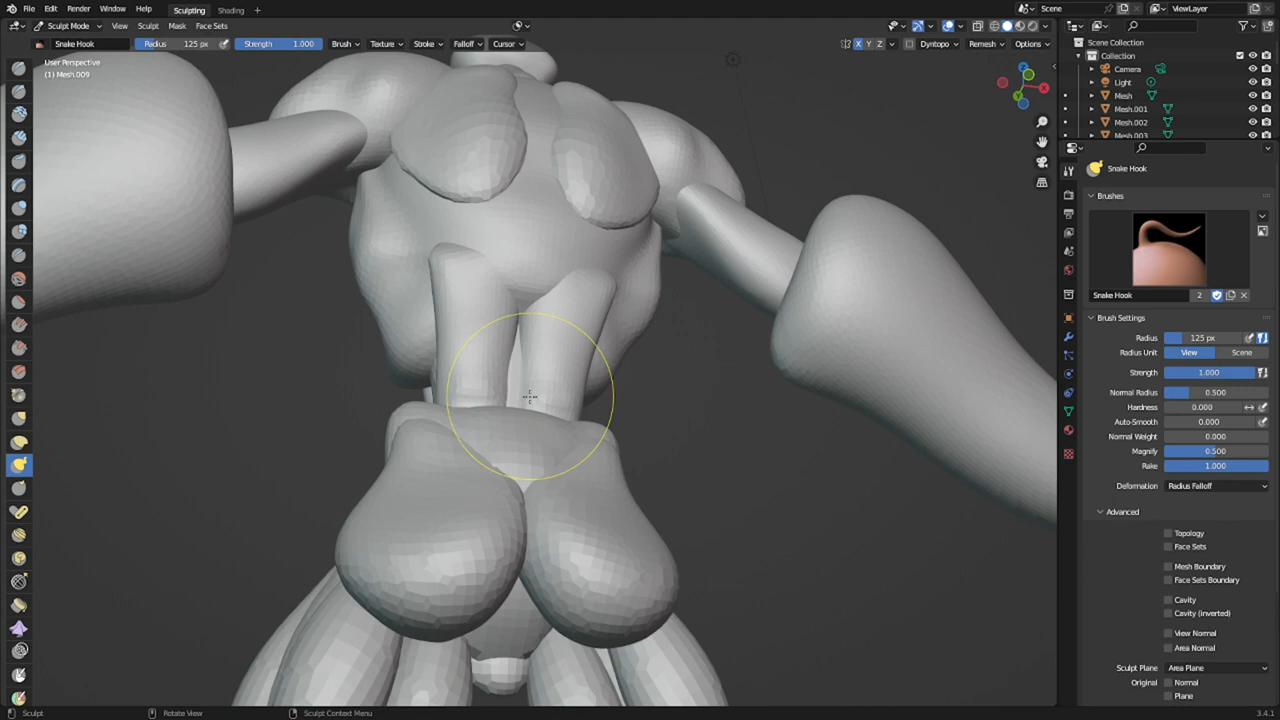 File Edit Render Window Help Sculpting Shading + Scene ViewLayer
Sculpt Mode View Sculpt Mask Face Sets
Snake Hook Radius 125 px Strength 1.000 Brush Texture Stroke Falloff Cursor X Y Z Dyntopo Remesh Options
User Perspective
(1) Mesh.009
Scene Collection
Collection
Camera
Light
Mesh
Mesh.001
Mesh.002
Mesh.003
Snake Hook
Brushes
Snake Hook 2
Brush Settings
Radius 125 px
Radius Unit View Scene
Strength 1.000
Normal Radius 0.500
Hardness 0.000
Auto-Smooth 0.000
Normal Weight 0.000
Magnify 0.500
Rake 1.000
Deformation Radius Falloff
Advanced
Topology
Face Sets
Mesh Boundary
Face Sets Boundary
Cavity
Cavity (inverted)
View Normal
Area Normal
Sculpt Plane Area Plane
Original Normal
Plane
Sculpt Rotate View Sculpt Context Menu 3.4.1